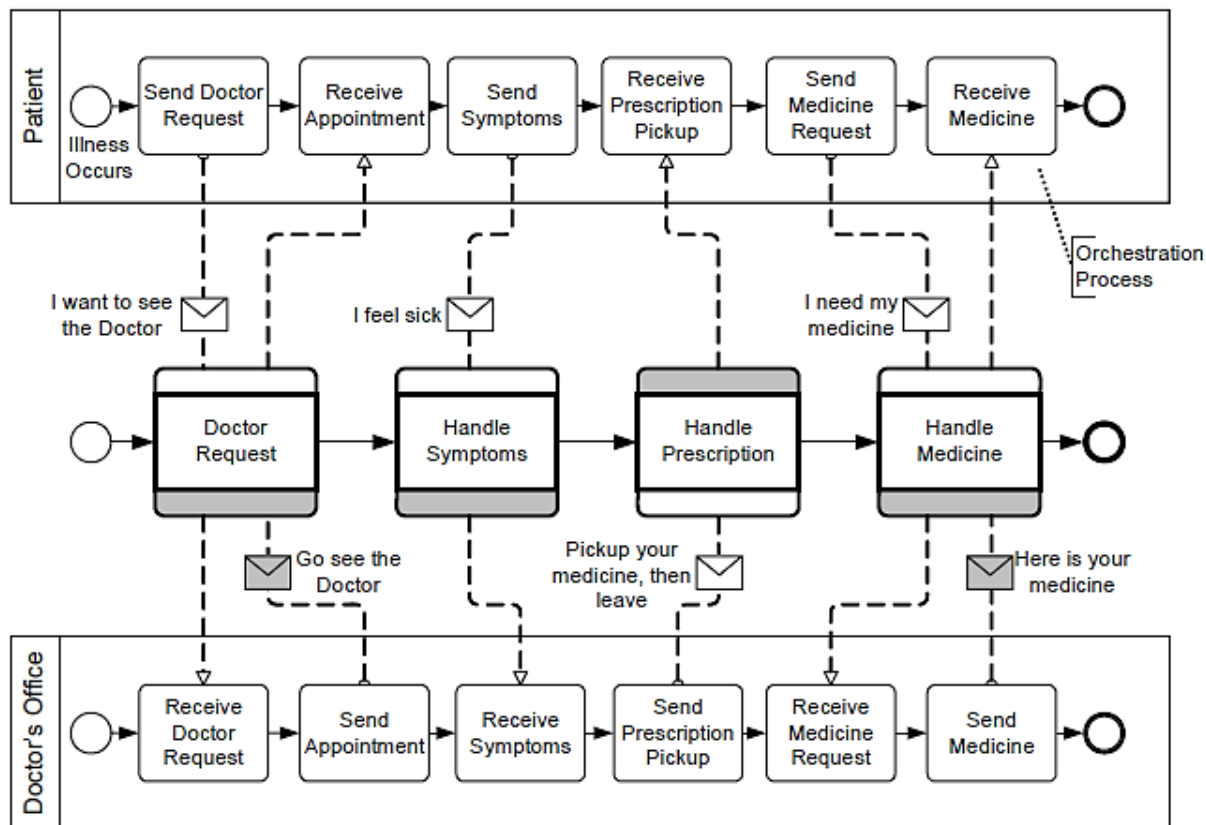 Patient
Send Doctor
Request
Receive
Appointment
Send
Symptoms
Receive
Prescription
Pickup
Send
Medicine
Request
Receive
Medicine
Illness
Occurs
Orchestration
Process
I want to see
the Doctor
I feel sick
I need my
medicine
Doctor
Request
Handle
Symptoms
Handle
Prescription
Handle
Medicine
Go see the
Doctor
Pickup your
medicine, then
leave
Here is your
medicine
Doctor's Office
Receive
Doctor
Request
Send
Appointment
Receive
Symptoms
Send
Prescription
Pickup
Receive
Medicine
Request
Send
Medicine